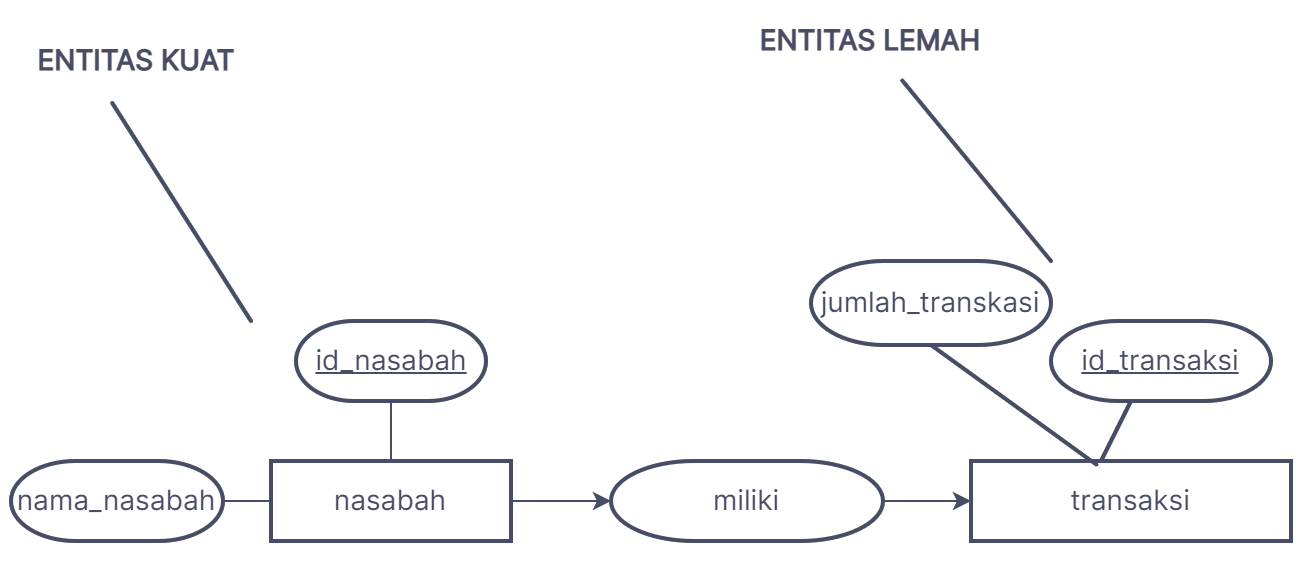 ENTITAS KUAT
ENTITAS LEMAH
jumlah_transkasi
id_nasabah
id_transaksi
nama_nasabah
nasabah
miliki
transaksi